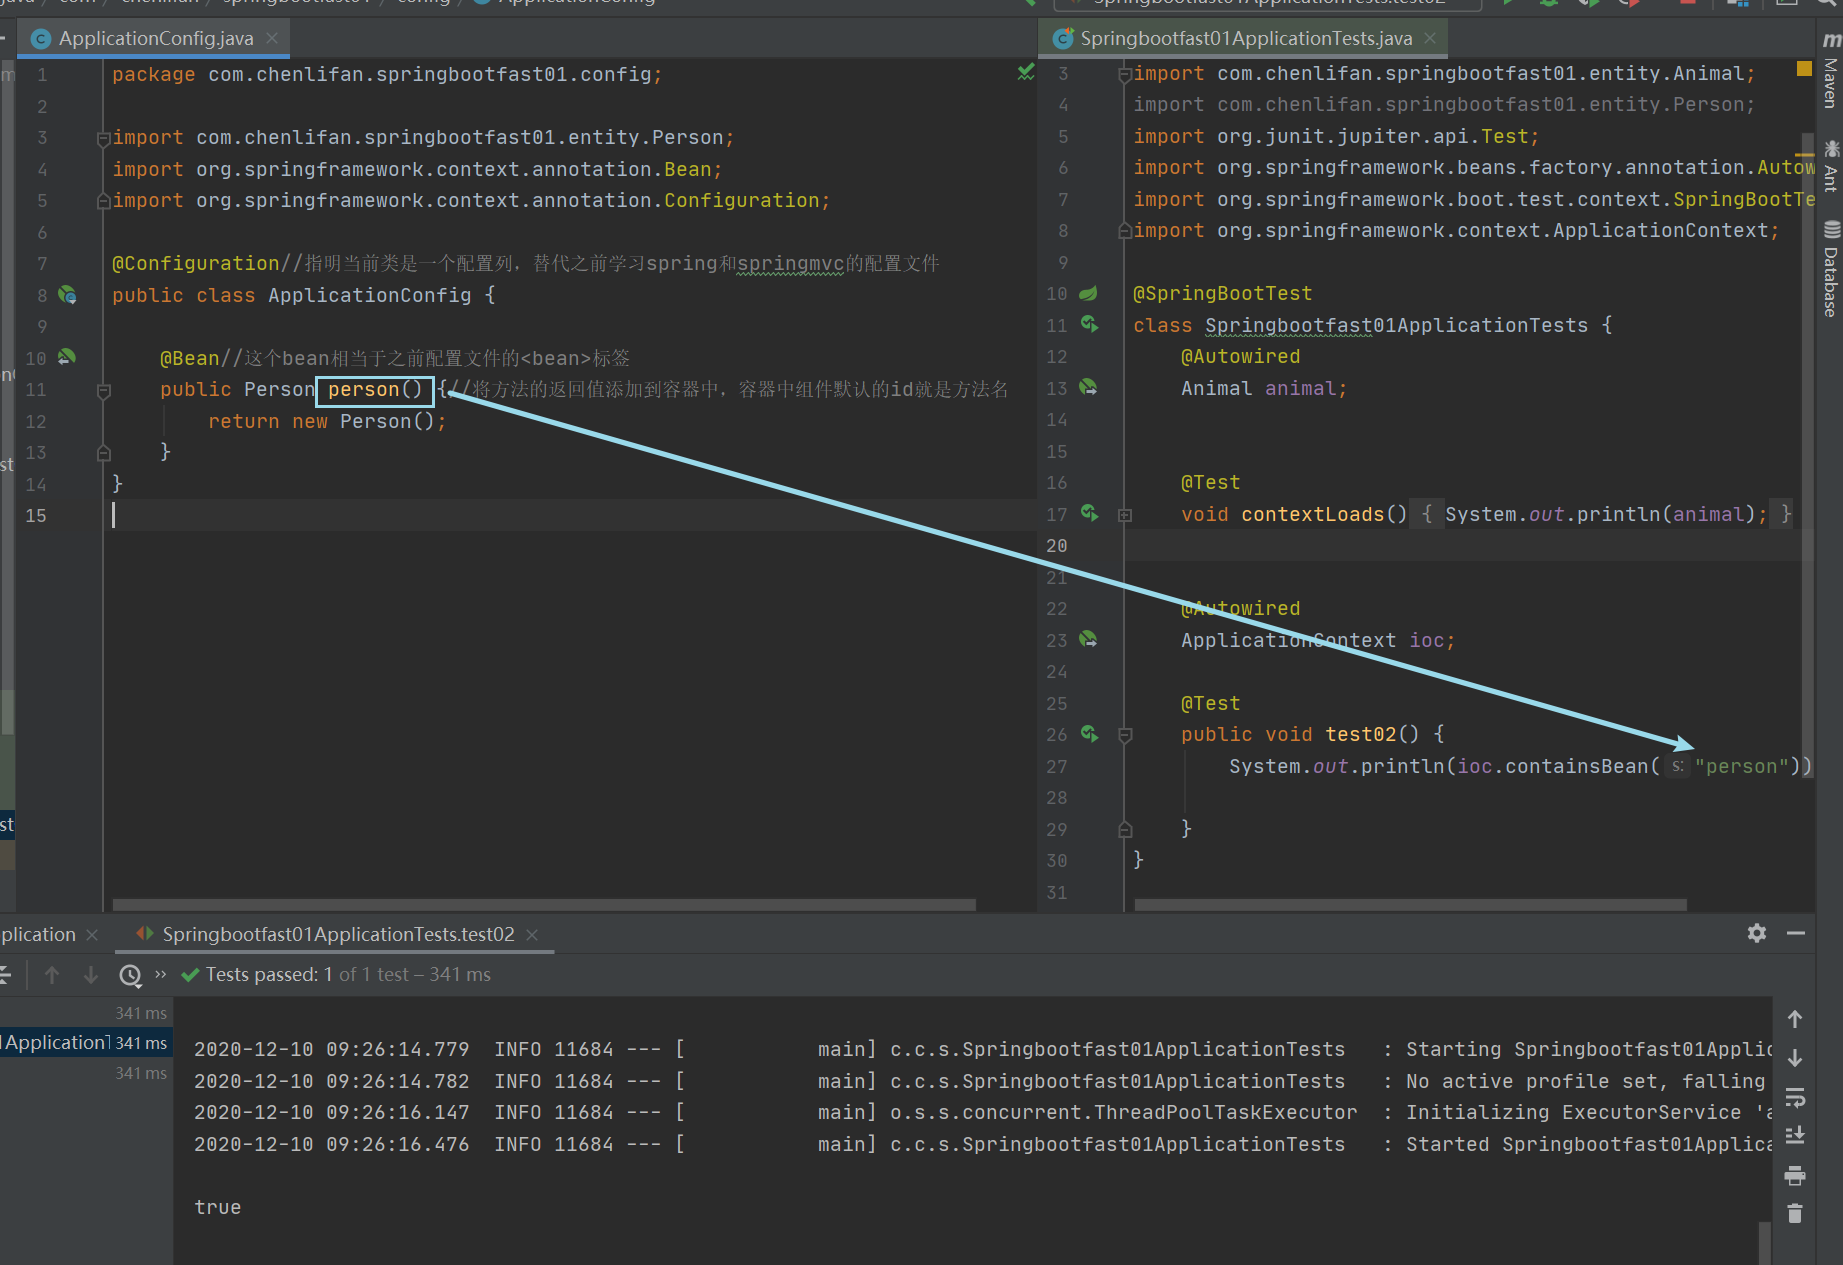 ApplicationConfig.java
1 package com.chenlifan.springbootfast01.config;
2
3 import com.chenlifan.springbootfast01.entity.Person;
4 import org.springframework.context.annotation.Bean;
5 import org.springframework.context.annotation.Configuration;
6
7 @Configuration//指明当前类是一个配置列，替代之前学习spring和springmvc的配置文件
8 public class ApplicationConfig {
9
10 @Bean//这个bean相当于之前配置文件的<bean>标签
11 public Person person() {//将方法的返回值添加到容器中，容器中组件默认的id就是方法名
12 return new Person();
13 }
14 }
15
Springbootfast01ApplicationTests.java
3 import com.chenlifan.springbootfast01.entity.Animal;
4 import com.chenlifan.springbootfast01.entity.Person;
5 import org.junit.jupiter.api.Test;
6 import org.springframework.beans.factory.annotation.Autow
7 import org.springframework.boot.test.context.SpringBootTe
8 import org.springframework.context.ApplicationContext;
9
10 @SpringBootTest
11 class Springbootfast01ApplicationTests {
12 @Autowired
13 Animal animal;
14
15
16 @Test
17 void contextLoads() { System.out.println(animal); }
20
21
22 @Autowired
23 ApplicationContext ioc;
24
25 @Test
26 public void test02() {
27 System.out.println(ioc.containsBean( s: "person"))
28
29 }
30 }
31
m
Maven
Ant
Database
plication
Springbootfast01ApplicationTests.test02
Tests passed: 1 of 1 test – 341 ms
341 ms
Application 341 ms
341 ms
2020-12-10 09:26:14.779 INFO 11684 --- [ main] c.c.s.Springbootfast01ApplicationTests : Starting Springbootfast01Applic
2020-12-10 09:26:14.782 INFO 11684 --- [ main] c.c.s.Springbootfast01ApplicationTests : No active profile set, falling
2020-12-10 09:26:16.147 INFO 11684 --- [ main] o.s.s.concurrent.ThreadPoolTaskExecutor : Initializing ExecutorService 'a
2020-12-10 09:26:16.476 INFO 11684 --- [ main] c.c.s.Springbootfast01ApplicationTests : Started Springbootfast01Applica
true